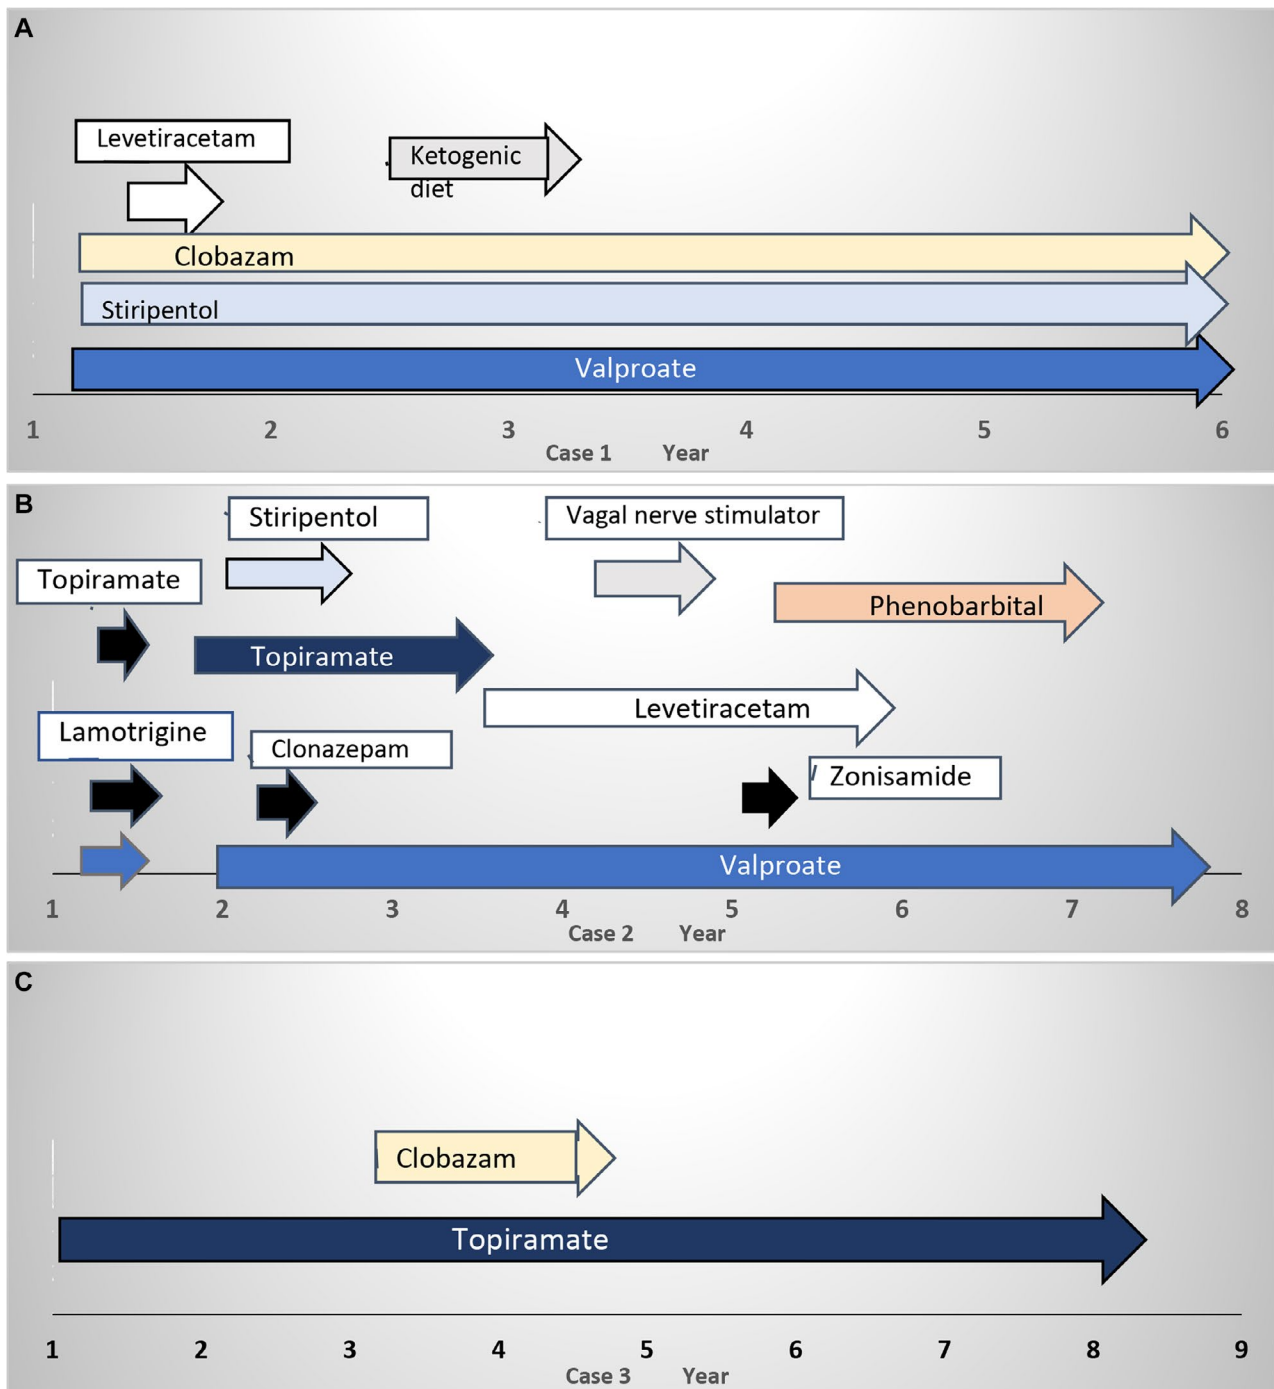 A
Levetiracetam
Ketogenic
diet
Clobazam
Stiripentol
Valproate
1 2 3 4 5 6
Case 1 Year
B
Stiripentol
Vagal nerve stimulator
Topiramate
Phenobarbital
Topiramate
Levetiracetam
Lamotrigine
Clonazepam
Zonisamide
Valproate
1 2 3 4 5 6 7 8
Case 2 Year
C
Clobazam
Topiramate
1 2 3 4 5 6 7 8 9
Case 3 Year